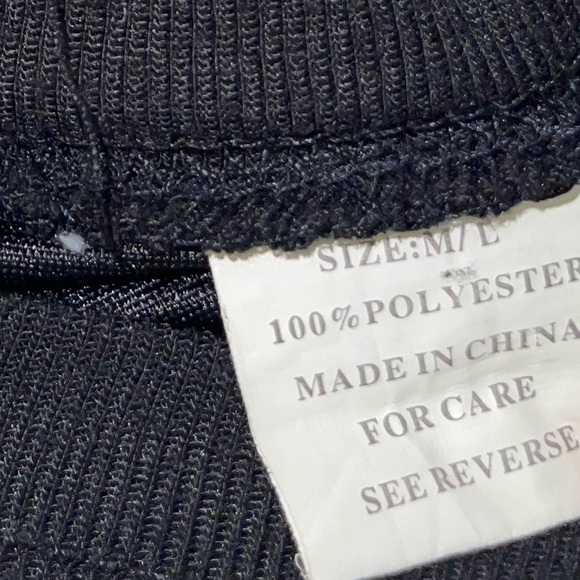 SIZE:M/L
100%POLYESTER
MADE IN CHINA
FOR CARE
SEE REVERSE